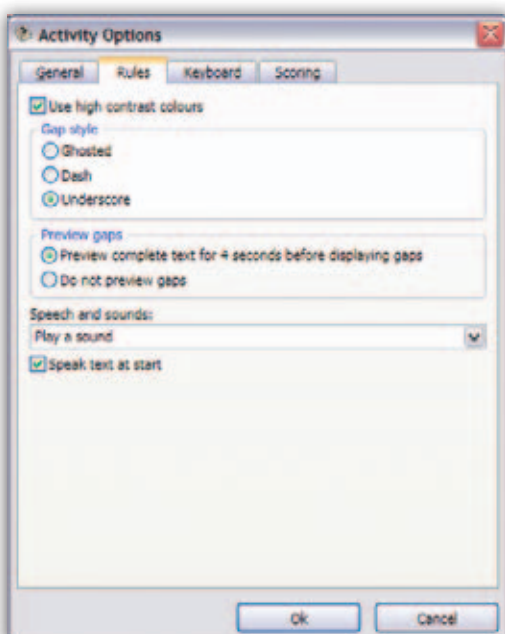 Activity Options
General Rules Keyboard Scoring
Use high contrast colours
Gap style
Ghosted
Dash
Underscore
Preview gaps
Preview complete text for 4 seconds before displaying gaps
Do not preview gaps
Speech and sounds:
Play a sound
Speak text at start
Ok Cancel